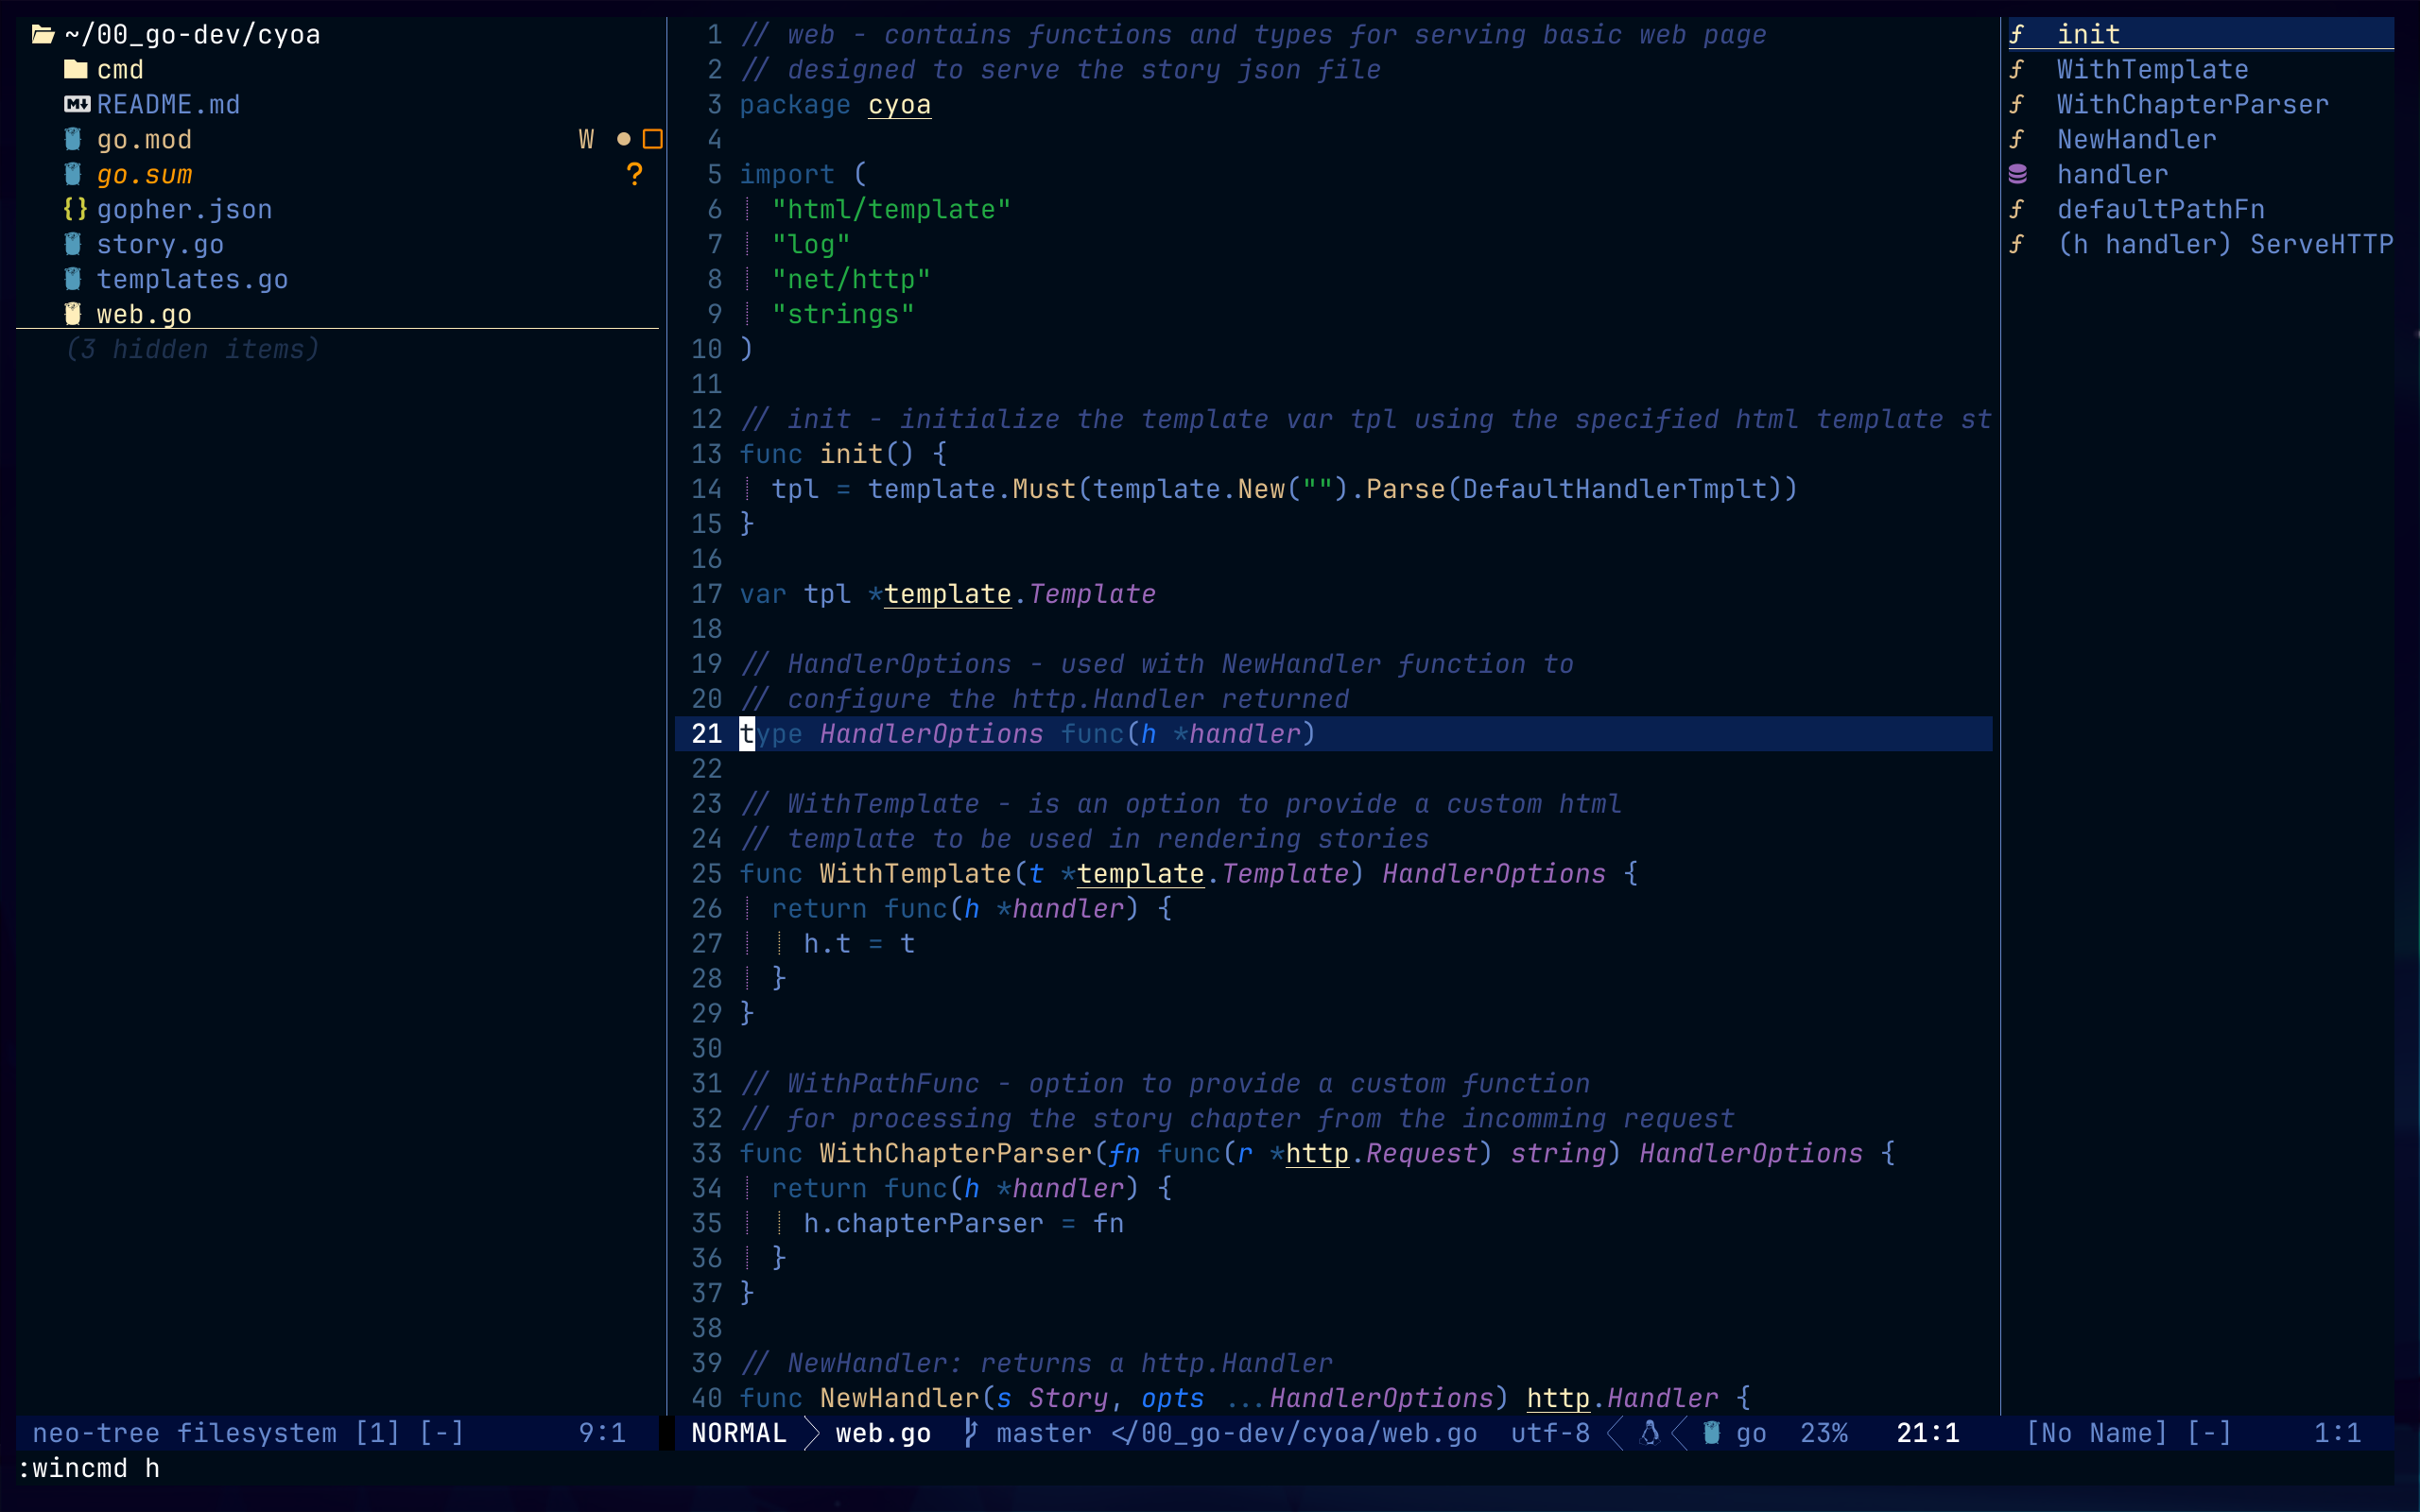 ~/00_go-dev/cyoa
cmd
README.md
go.mod W
go.sum ?
{} gopher.json
story.go
templates.go
web.go
(3 hidden items)
1 // web - contains functions and types for serving basic web page
2 // designed to serve the story json file
3 package cyoa
4
5 import (
6 "html/template"
7 "log"
8 "net/http"
9 "strings"
10 )
11
12 // init - initialize the template var tpl using the specified html template st
13 func init() {
14 tpl = template.Must(template.New("").Parse(DefaultHandlerTmplt))
15 }
16
17 var tpl *template.Template
18
19 // HandlerOptions - used with NewHandler function to
20 // configure the http.Handler returned
21 type HandlerOptions func(h *handler)
22
23 // WithTemplate - is an option to provide a custom html
24 // template to be used in rendering stories
25 func WithTemplate(t *template.Template) HandlerOptions {
26 return func(h *handler) {
27 h.t = t
28 }
29 }
30
31 // WithPathFunc - option to provide a custom function
32 // for processing the story chapter from the incomming request
33 func WithChapterParser(fn func(r *http.Request) string) HandlerOptions {
34 return func(h *handler) {
35 h.chapterParser = fn
36 }
37 }
38
39 // NewHandler: returns a http.Handler
40 func NewHandler(s Story, opts ...HandlerOptions) http.Handler {
ƒ init
ƒ WithTemplate
ƒ WithChapterParser
ƒ NewHandler
handler
ƒ defaultPathFn
ƒ (h handler) ServeHTTP
neo-tree filesystem [1] [-] 9:1
NORMAL web.go master </00_go-dev/cyoa/web.go utf-8 go 23% 21:1
[No Name] [-] 1:1
:wincmd h